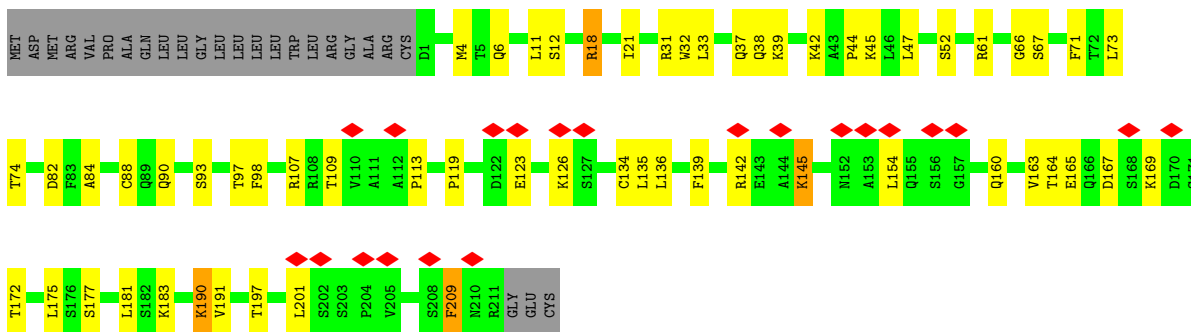 MET ASP MET ARG VAL PRO ALA GLN LEU LEU GLY LEU LEU LEU LEU TRP LEU ARG GLY ALA ARG CYS D1 M4 T5 Q6 L11 S12 R18 I21 R31 W32 L33 Q37 Q38 K39 K42 A43 P44 K45 L46 L47 S52 R61 G66 S67 F71 T72 L73
T74 D82 F83 A84 C88 Q89 Q90 S93 T97 F98 R107 R108 T109 V110 A111 A112 P113 P119 D122 E123 K126 S127 C134 L135 L136 F139 R142 E143 A144 K145 N152 A153 L154 Q155 S156 G157 Q160 V163 T164 E165 Q166 D167 S168 K169 D170
T172 L175 S176 S177 L181 S182 K183 K190 V191 T197 L201 S202 S203 P204 V205 S208 F209 N210 R211 GLY GLU CYS